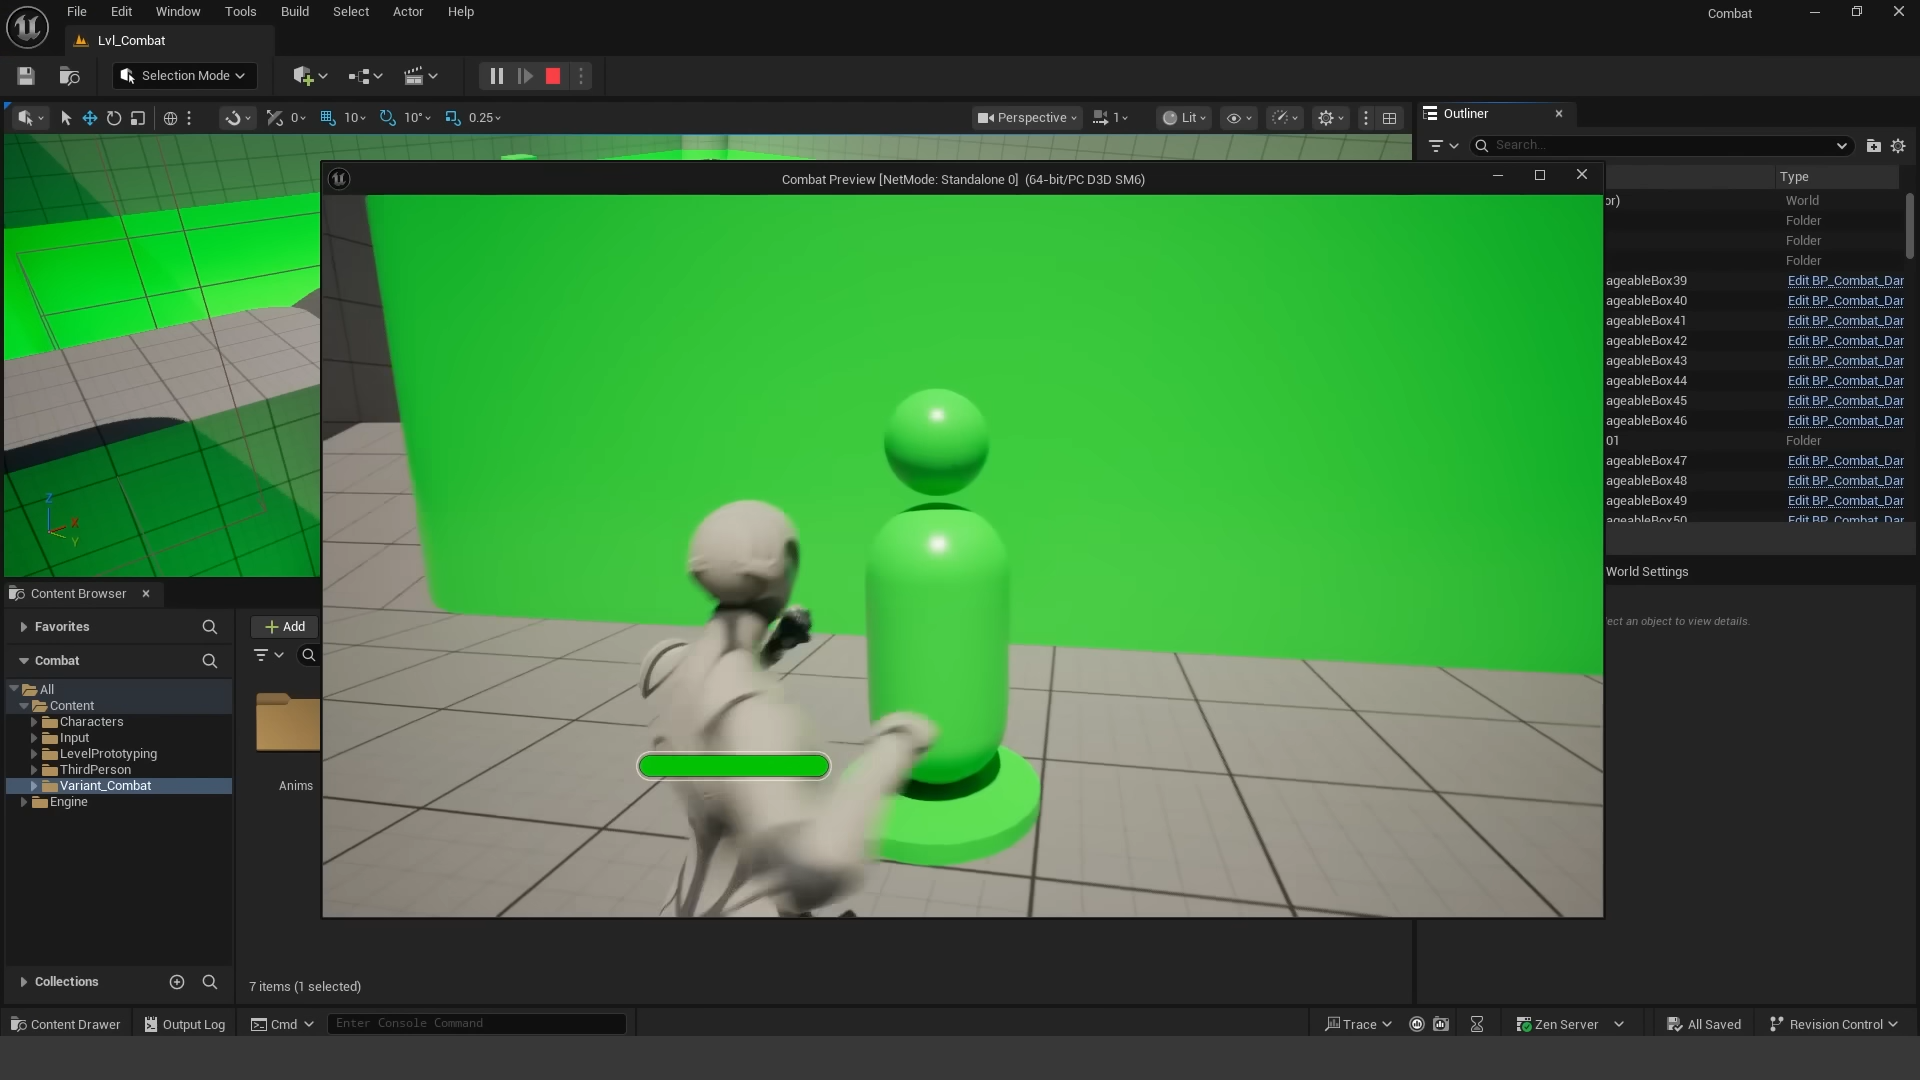 File Edit Window Tools Build Select Actor Help
Combat
Lvl_Combat
Selection Mode
0 10 10° 0.25
Perspective 1 Lit
Outliner
Search...
Combat Preview [NetMode: Standalone 0] (64-bit/PC D3D SM6)
Type
or) World
Folder
Folder
Folder
ageableBox39 Edit BP_Combat_Dar
ageableBox40 Edit BP_Combat_Dar
ageableBox41 Edit BP_Combat_Dar
ageableBox42 Edit BP_Combat_Dar
ageableBox43 Edit BP_Combat_Dar
ageableBox44 Edit BP_Combat_Dar
ageableBox45 Edit BP_Combat_Dar
ageableBox46 Edit BP_Combat_Dar
01 Folder
ageableBox47 Edit BP_Combat_Dar
ageableBox48 Edit BP_Combat_Dar
ageableBox49 Edit BP_Combat_Dar
ageableBox50 Edit BP_Combat_Dar
Z
X
Y
World Settings
ect an object to view details.
Content Browser
Favorites
Add
Combat
All
Content
Characters
Input
LevelPrototyping
ThirdPerson
Variant_Combat
Engine
Anims
Collections
7 items (1 selected)
Content Drawer Output Log Cmd Enter Console Command Trace Zen Server All Saved Revision Control